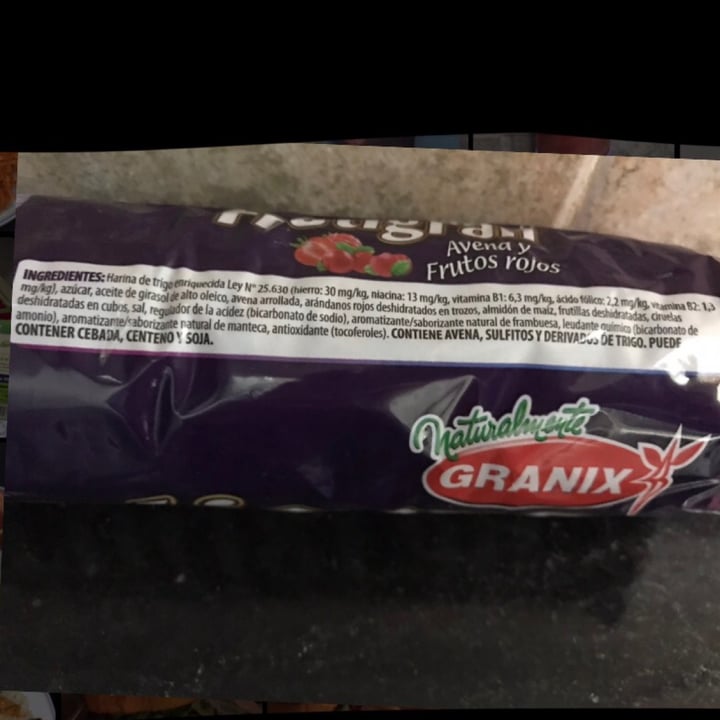 Frutigran
Avena y
Frutos rojos
INGREDIENTES: Harina de trigo enriquecida Ley N° 25.630 (hierro: 30 mg/kg, niacina: 13 mg/kg, vitamina B1: 6,3 mg/kg, ácido fólico: 2,2 mg/kg, vitamina B2: 1,3
mg/kg), azúcar, aceite de girasol de alto oleico, avena arrollada, arándanos rojos deshidratados en trozos, almidón de maíz, frutillas deshidratadas, ciruelas
deshidratadas en cubos, sal, regulador de la acidez (bicarbonato de sodio), aromatizante/saborizante natural de frambuesa, leudante químico (bicarbonato de
amonio), aromatizante/saborizante natural de manteca, antioxidante (tocoferoles). CONTIENE AVENA, SULFITOS Y DERIVADOS DE TRIGO. PUEDE
CONTENER CEBADA, CENTENO Y SOJA.
Naturalmente
GRANIX